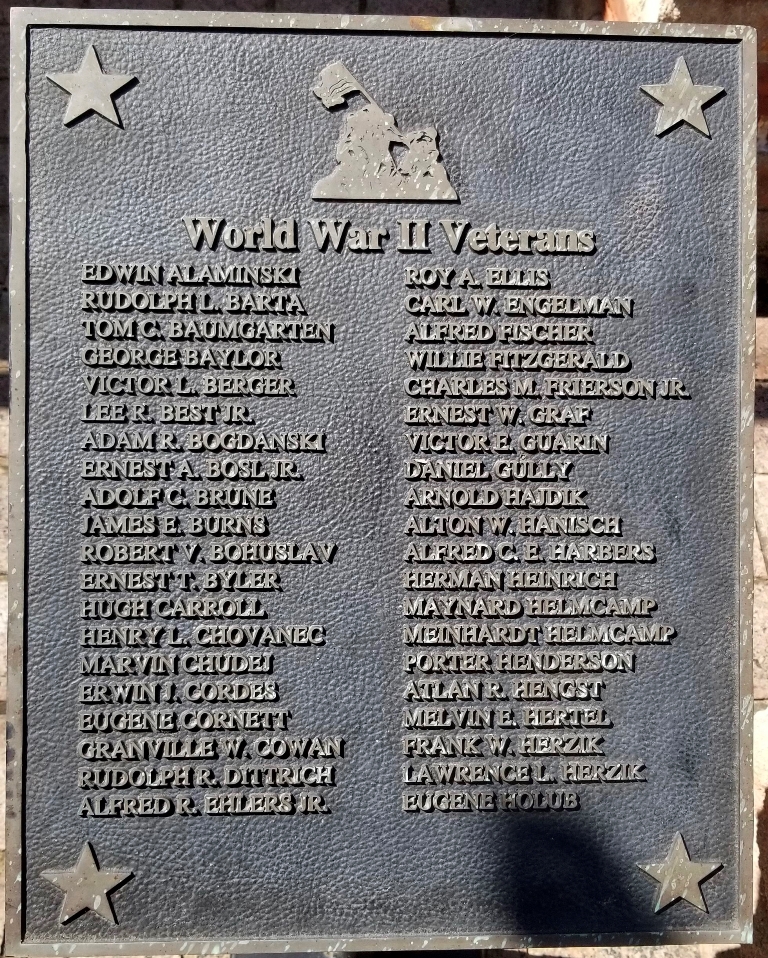 World War II Veterans
EDWIN ALAMINSKI
RUDOLPH L. BARTA
TOM C. BAUMGARTEN
GEORGE BAYLOR
VICTOR L. BERGER
LEE R. BEST JR.
ADAM R. BOGDANSKI
ERNEST A. BOSL JR.
ADOLF C. BRUNE
JAMES E. BURNS
ROBERT V. BOHUSLAV
ERNEST T. BYLER
HUGH CARROLL
HENRY L. CHOVANEC
MARVIN CHUDEJ
ERWIN J. CORDES
EUGENE CORNETT
GRANVILLE W. COWAN
RUDOLPH R. DITTRICH
ALFRED R. EHLERS JR.
ROY A. ELLIS
CARL W. ENGELMAN
ALFRED FISCHER
WILLIE FITZGERALD
CHARLES M. FRIERSON JR.
ERNEST W. GRAF
VICTOR E. GUARIN
DANIEL GULLY
ARNOLD HAJDIK
ALTON W. HANISCH
ALFRED C. E. HARBERS
HERMAN HEINRICH
MAYNARD HELMCAMP
MEINHARDT HELMCAMP
PORTER HENDERSON
ATLAN R. HENGST
MELVIN E. HERTEL
FRANK W. HERZIK
LAWRENCE L. HERZIK
EUGENE HOLUB